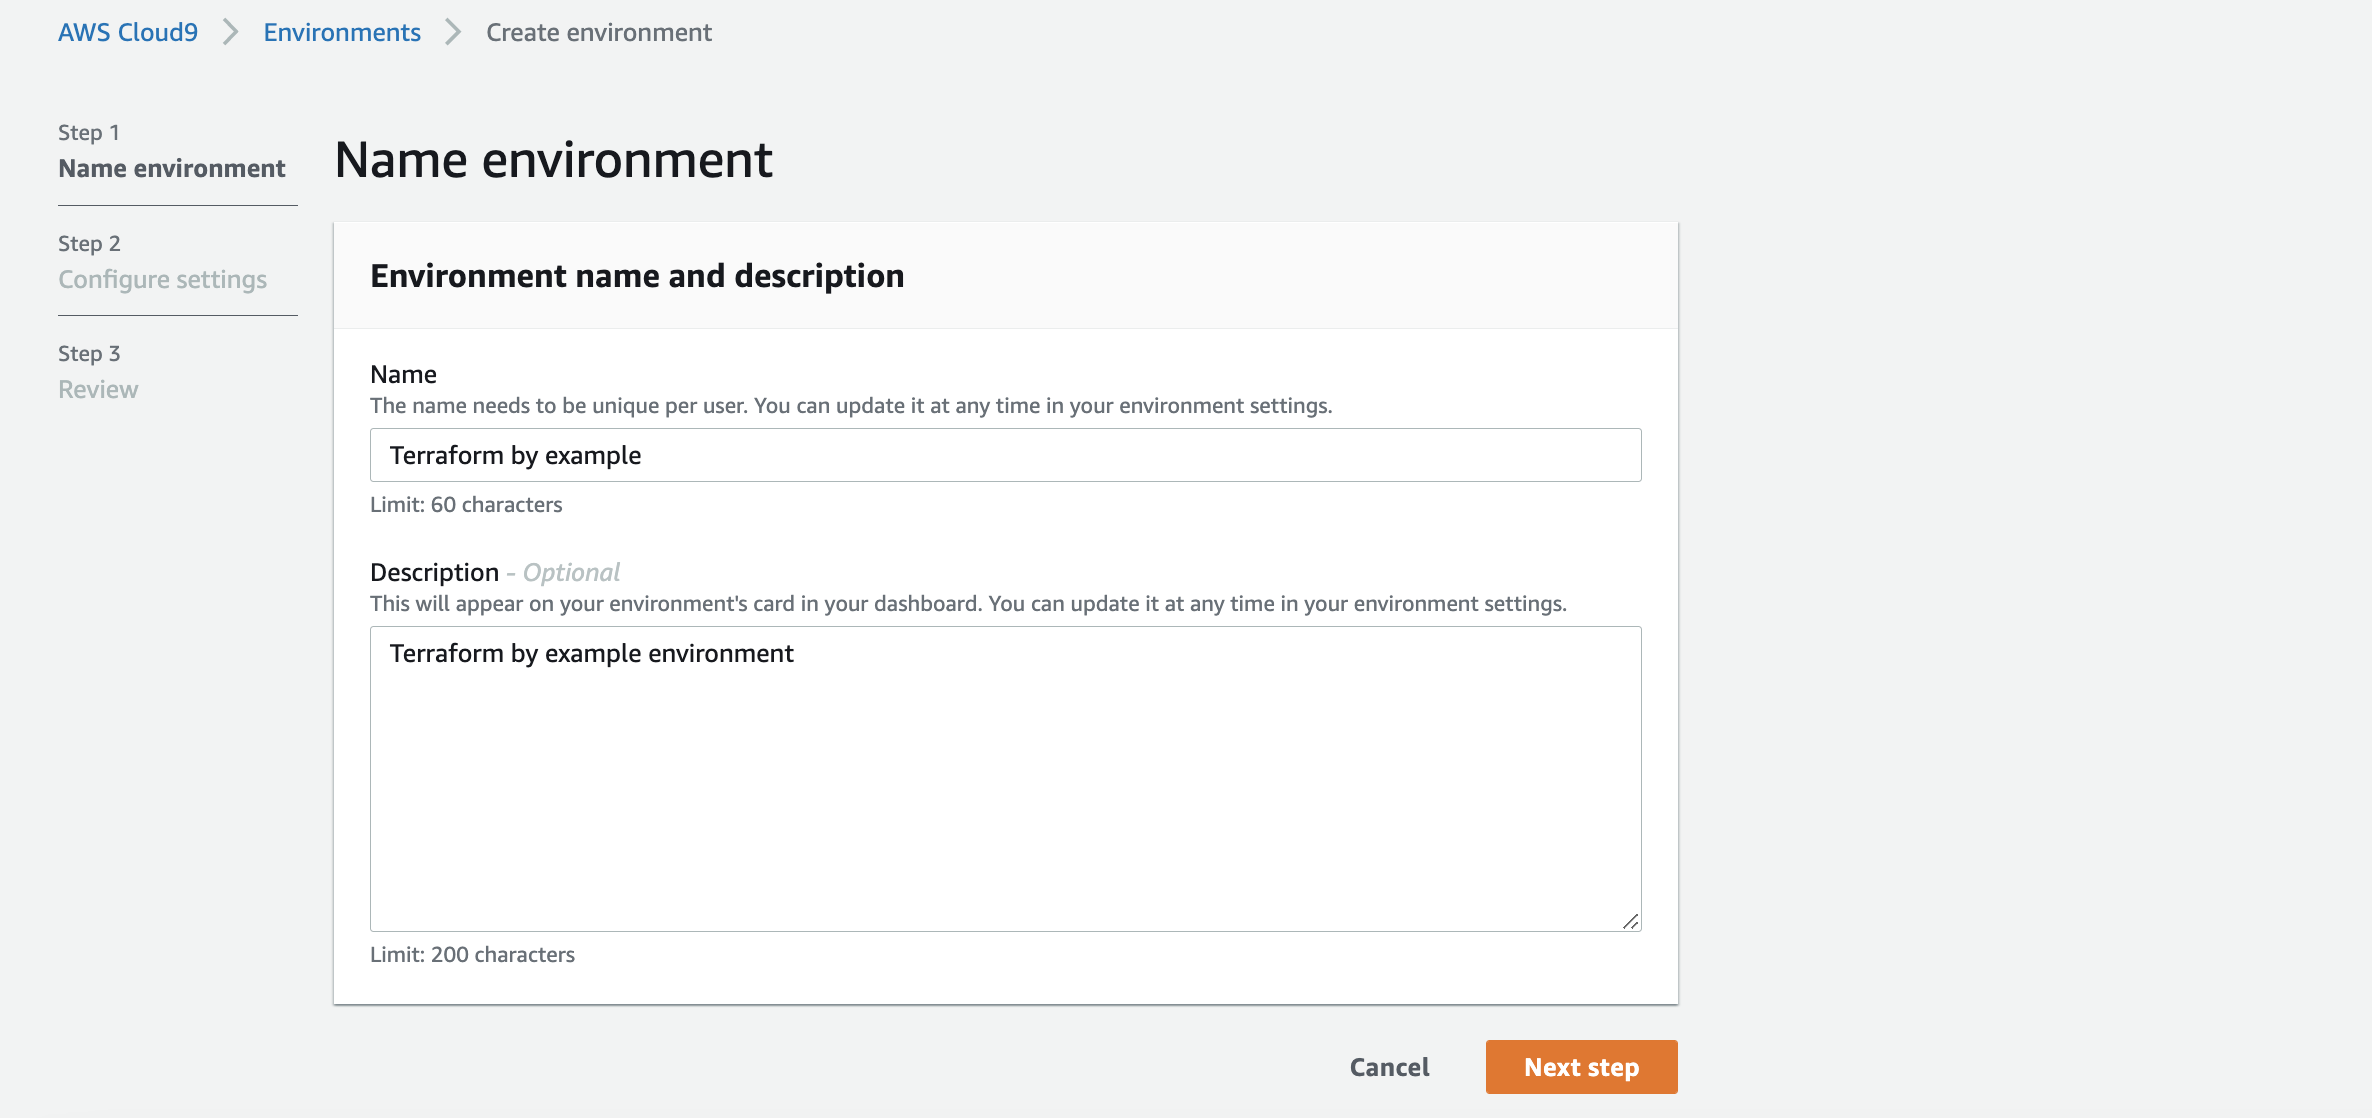 AWS Cloud9 Environments Create environment
Step 1
Name environment
Step 2
Configure settings
Step 3
Review
Name environment
Environment name and description
Name
The name needs to be unique per user. You can update it at any time in your environment settings.
Terraform by example
Limit: 60 characters
Description - Optional
This will appear on your environment's card in your dashboard. You can update it at any time in your environment settings.
Terraform by example environment
Limit: 200 characters
Cancel Next step